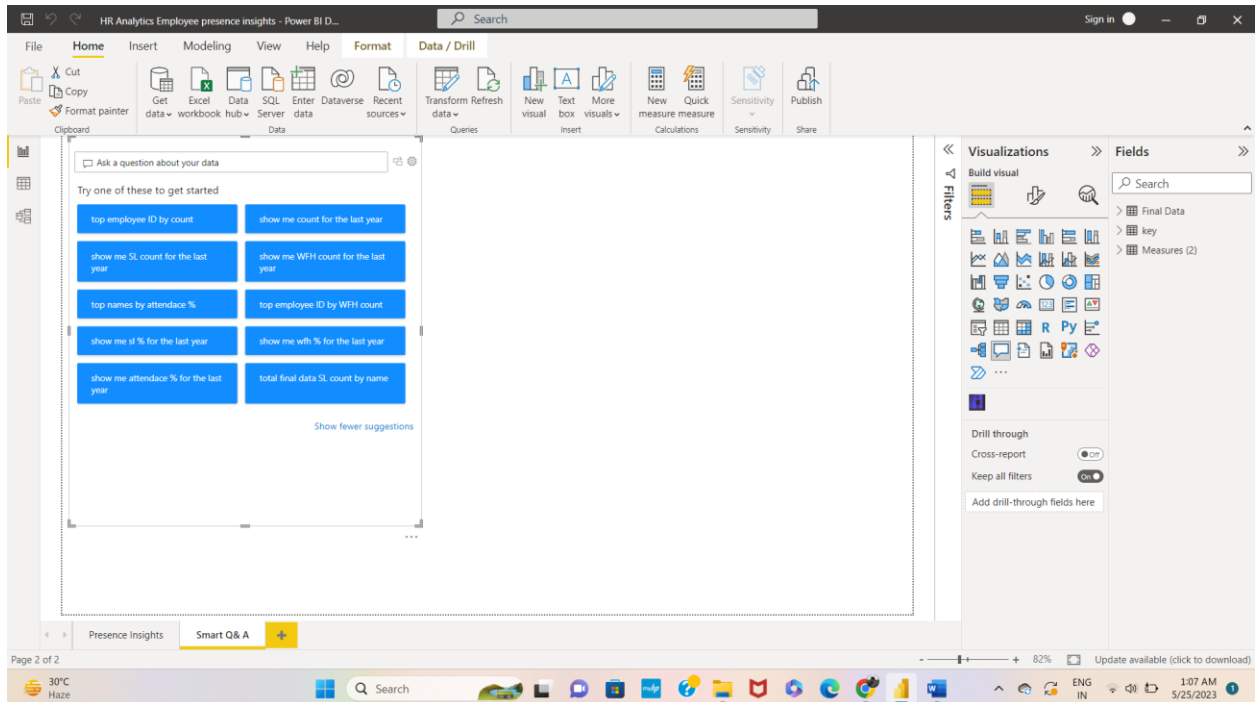 HR Analytics Employee presence insights - Power BI D...
Search
Sign in
File Home Insert Modeling View Help Format Data / Drill
Paste
Cut
Copy
Format painter
Clipboard
Get data
Excel workbook
Data hub
SQL Server
Enter data
Dataverse
Recent sources
Data
Transform data
Refresh
Queries
New visual
Text box
More visuals
Insert
New measure
Quick measure
Calculations
Sensitivity
Sensitivity
Publish
Share
Ask a question about your data
Try one of these to get started
top employee ID by count
show me count for the last year
show me SL count for the last
year
show me WFH count for the last
year
top names by attendace %
top employee ID by WFH count
show me sl % for the last year
show me wfh % for the last year
show me attendace % for the last
year
total final data SL count by name
Show fewer suggestions
Filters
Visualizations
Build visual
R Py
123
Drill through
Cross-report
Off
Keep all filters
On
Add drill-through fields here
Fields
Search
Final Data
key
Measures (2)
Presence Insights
Smart Q& A
Page 2 of 2
82%
Update available (click to download)
30°C
Haze
Search
ENG
IN
1:07 AM
5/25/2023
1